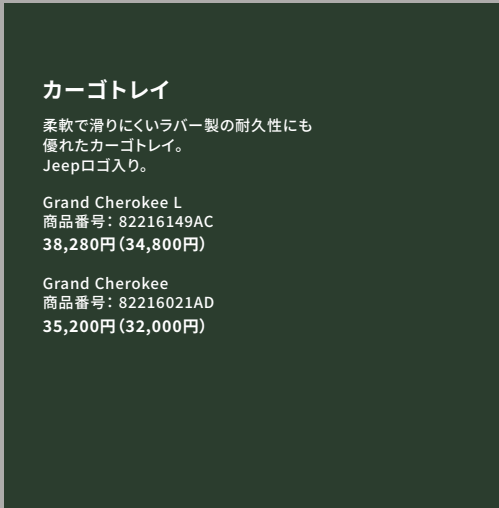 カーゴトレイ
柔軟で滑りにくいラバー製の耐久性にも
優れたカーゴトレイ。
Jeepロゴ入り。
Grand Cherokee L
商品番号：82216149AC
38,280円（34,800円）
Grand Cherokee
商品番号：82216021AD
35,200円（32,000円）